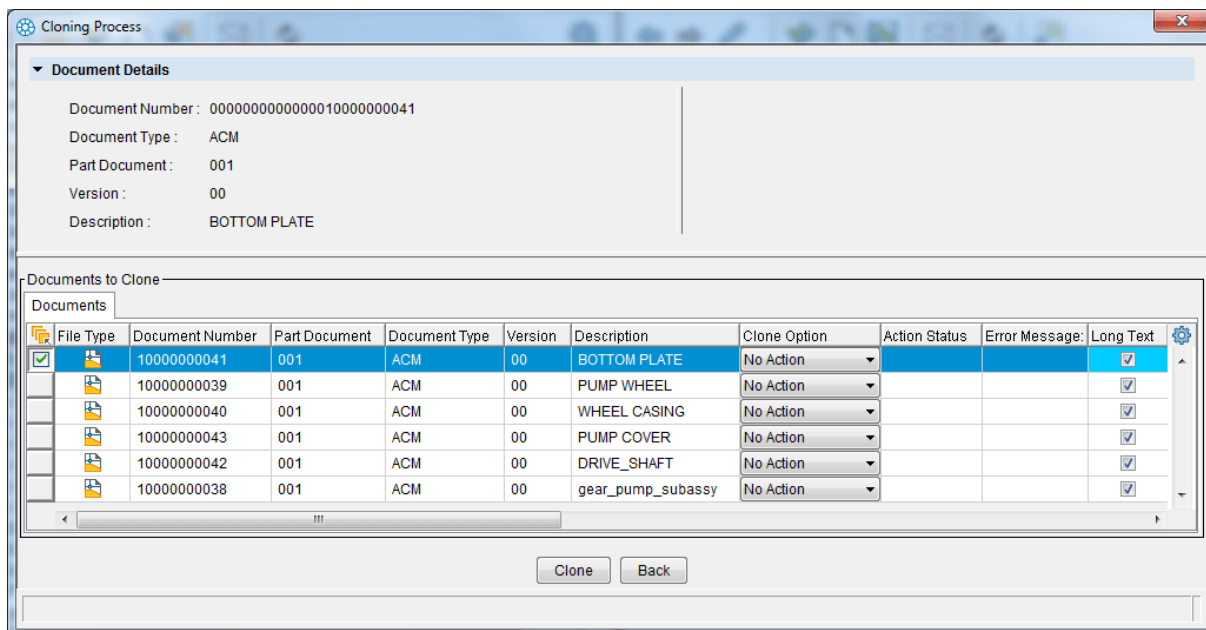 Cloning Process
x
Document Details
Document Number : 0000000000000010000000041
Document Type : ACM
Part Document : 001
Version : 00
Description : BOTTOM PLATE
Documents to Clone
Documents
File Type Document Number Part Document Document Type Version Description Clone Option Action Status Error Message: Long Text
10000000041 001 ACM 00 BOTTOM PLATE No Action
10000000039 001 ACM 00 PUMP WHEEL No Action
10000000040 001 ACM 00 WHEEL CASING No Action
10000000043 001 ACM 00 PUMP COVER No Action
10000000042 001 ACM 00 DRIVE_SHAFT No Action
10000000038 001 ACM 00 gear_pump_subassy No Action
Clone Back